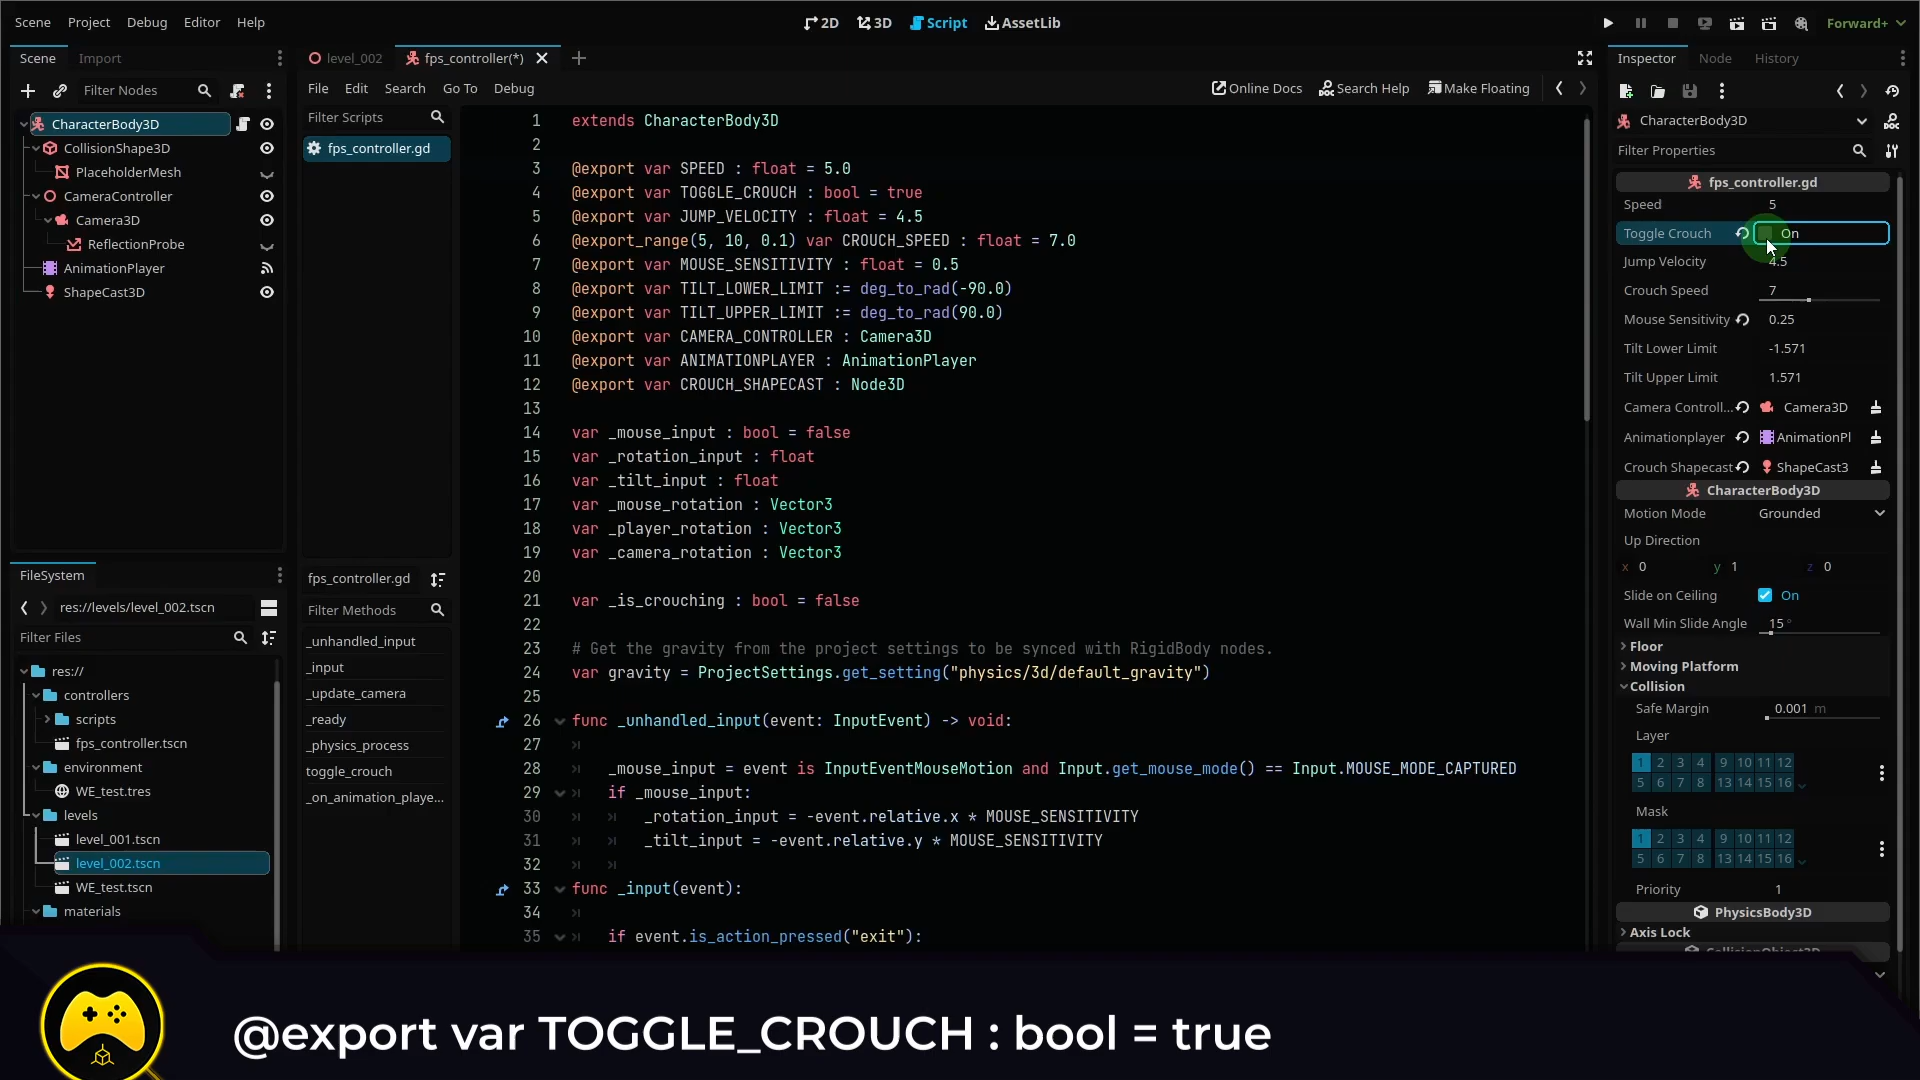 Scene Project Debug Editor Help
2D 3D Script AssetLib
Forward+
Scene Import
Filter Nodes
CharacterBody3D
CollisionShape3D
PlaceholderMesh
CameraController
Camera3D
ReflectionProbe
AnimationPlayer
ShapeCast3D
FileSystem
res://levels/level_002.tscn
Filter Files
res://
controllers
scripts
fps_controller.tscn
environment
WE_test.tres
levels
level_001.tscn
level_002.tscn
WE_test.tscn
materials
level_002 fps_controller(*)
File Edit Search Go To Debug
Online Docs Search Help Make Floating
Filter Scripts
fps_controller.gd
fps_controller.gd
Filter Methods
_unhandled_input
_input
_update_camera
_ready
_physics_process
toggle_crouch
_on_animation_playe...
1 extends CharacterBody3D
2
3 @export var SPEED : float = 5.0
4 @export var TOGGLE_CROUCH : bool = true
5 @export var JUMP_VELOCITY : float = 4.5
6 @export_range(5, 10, 0.1) var CROUCH_SPEED : float = 7.0
7 @export var MOUSE_SENSITIVITY : float = 0.5
8 @export var TILT_LOWER_LIMIT := deg_to_rad(-90.0)
9 @export var TILT_UPPER_LIMIT := deg_to_rad(90.0)
10 @export var CAMERA_CONTROLLER : Camera3D
11 @export var ANIMATIONPLAYER : AnimationPlayer
12 @export var CROUCH_SHAPECAST : Node3D
13
14 var _mouse_input : bool = false
15 var _rotation_input : float
16 var _tilt_input : float
17 var _mouse_rotation : Vector3
18 var _player_rotation : Vector3
19 var _camera_rotation : Vector3
20
21 var _is_crouching : bool = false
22
23 # Get the gravity from the project settings to be synced with RigidBody nodes.
24 var gravity = ProjectSettings.get_setting("physics/3d/default_gravity")
25
26 func _unhandled_input(event: InputEvent) -> void:
27
28 _mouse_input = event is InputEventMouseMotion and Input.get_mouse_mode() == Input.MOUSE_MODE_CAPTURED
29 if _mouse_input:
30 _rotation_input = -event.relative.x * MOUSE_SENSITIVITY
31 _tilt_input = -event.relative.y * MOUSE_SENSITIVITY
32
33 func _input(event):
34
35 if event.is_action_pressed("exit"):
Inspector Node History
CharacterBody3D
Filter Properties
fps_controller.gd
Speed 5
Toggle Crouch On
Jump Velocity 4.5
Crouch Speed 7
Mouse Sensitivity 0.25
Tilt Lower Limit -1.571
Tilt Upper Limit 1.571
Camera Controll... Camera3D
Animationplayer AnimationPl
Crouch Shapecast ShapeCast3
CharacterBody3D
Motion Mode Grounded
Up Direction
x 0 y 1 z 0
Slide on Ceiling On
Wall Min Slide Angle 15 °
Floor
Moving Platform
Collision
Safe Margin 0.001 m
Layer
1 2 3 4 9 10 11 12
5 6 7 8 13 14 15 16
Mask
1 2 3 4 9 10 11 12
5 6 7 8 13 14 15 16
Priority 1
PhysicsBody3D
Axis Lock
CollisionObject3D
@export var TOGGLE_CROUCH : bool = true